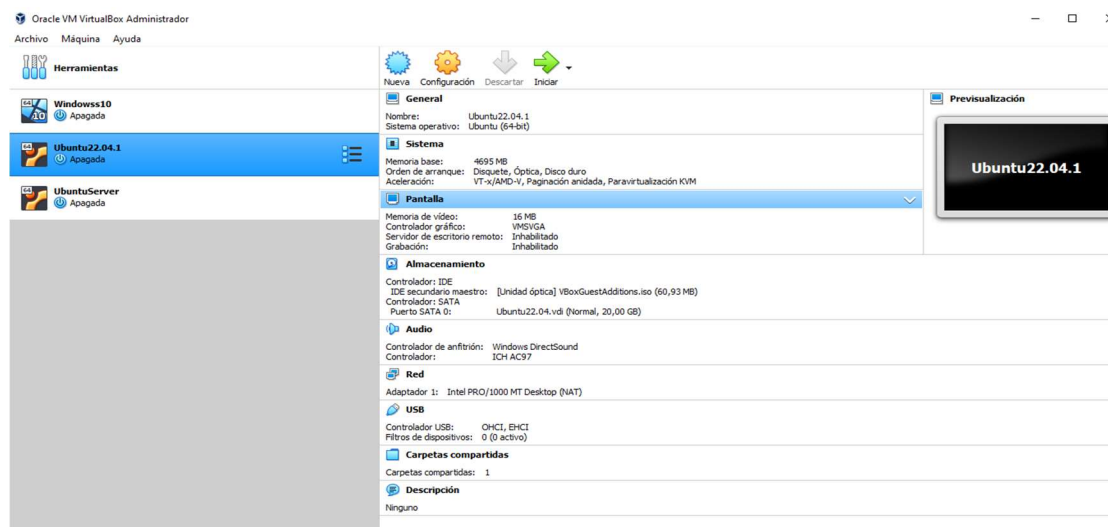 Oracle VM VirtualBox Administrador
Archivo Máquina Ayuda
Herramientas
64
10
Windowss10
Apagada
64
Ubuntu22.04.1
Apagada
64
UbuntuServer
Apagada
Nueva Configuración Descartar Iniciar
General
Nombre: Ubuntu22.04.1
Sistema operativo: Ubuntu (64-bit)
Sistema
Memoria base: 4695 MB
Orden de arranque: Disquete, Óptica, Disco duro
Aceleración: VT-x/AMD-V, Paginación anidada, Paravirtualización KVM
Pantalla
Memoria de vídeo: 16 MB
Controlador gráfico: VMSVGA
Servidor de escritorio remoto: Inhabilitado
Grabación: Inhabilitado
Almacenamiento
Controlador: IDE
IDE secundario maestro: [Unidad óptica] VBoxGuestAdditions.iso (60,93 MB)
Controlador: SATA
Puerto SATA 0: Ubuntu22.04.vdi (Normal, 20,00 GB)
Audio
Controlador de anfitrión: Windows DirectSound
Controlador: ICH AC97
Red
Adaptador 1: Intel PRO/1000 MT Desktop (NAT)
USB
Controlador USB: OHCI, EHCI
Filtros de dispositivos: 0 (0 activo)
Carpetas compartidas
Carpetas compartidas: 1
Descripción
Ninguno
Previsualización
Ubuntu22.04.1